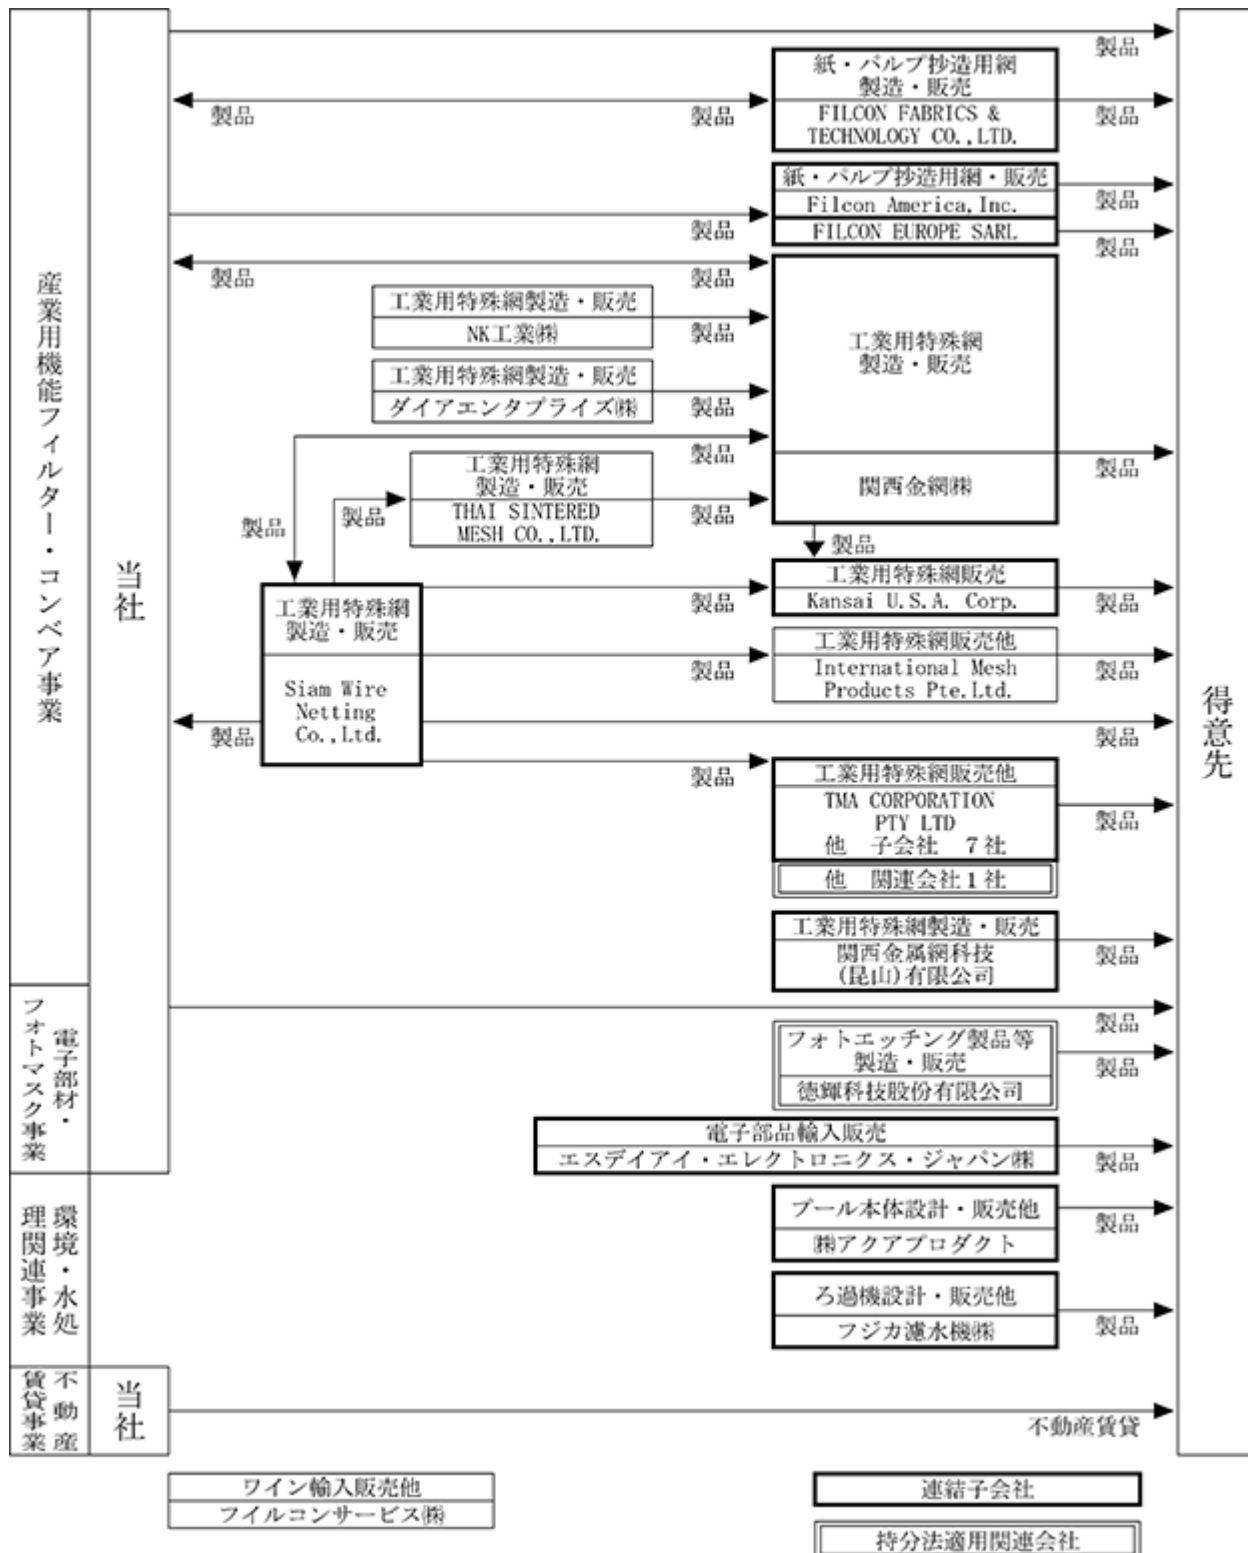 製品
紙・パルプ抄造用網
製造・販売
FILCON FABRICS &
TECHNOLOGY CO.,LTD.
製品
製品
製品
紙・パルプ抄造用網・販売
Filcon America,Inc.
FILCON EUROPE SARL
製品
製品
製品
製品
製品
工業用特殊網
製造・販売
関西金網㈱
製品
工業用特殊網製造・販売
NK工業㈱
製品
工業用特殊網製造・販売
ダイアエンタプライズ㈱
製品
製品
製品
工業用特殊網
製造・販売
THAI SINTERED
MESH CO.,LTD.
製品
製品
製品
工業用特殊網販売
Kansai U.S.A. Corp.
製品
製品
工業用特殊網
製造・販売
Siam Wire
Netting
Co.,Ltd.
工業用特殊網販売他
International Mesh
Products Pte.Ltd.
製品
製品
製品
製品
製品
工業用特殊網販売他
TMA CORPORATION
PTY LTD
他 子会社 7社
他 関連会社1社
製品
工業用特殊網製造・販売
関西金属網科技
(昆山)有限公司
製品
製品
フォトエッチング製品等
製造・販売
徳輝科技股份有限公司
製品
電子部品輸入販売
エスデイアイ・エレクトロニクス・ジャパン㈱
製品
プール本体設計・販売他
㈱アクアプロダクト
製品
ろ過機設計・販売他
フジカ濾水機㈱
製品
不動産賃貸
産業用機能フィルター・コンベア事業
電子部材・
フォトマスク事業
環境・水処
理関連事業
不動産
賃貸事業
当社
当社
得意先
ワイン輸入販売他
フイルコンサービス㈱
連結子会社
持分法適用関連会社